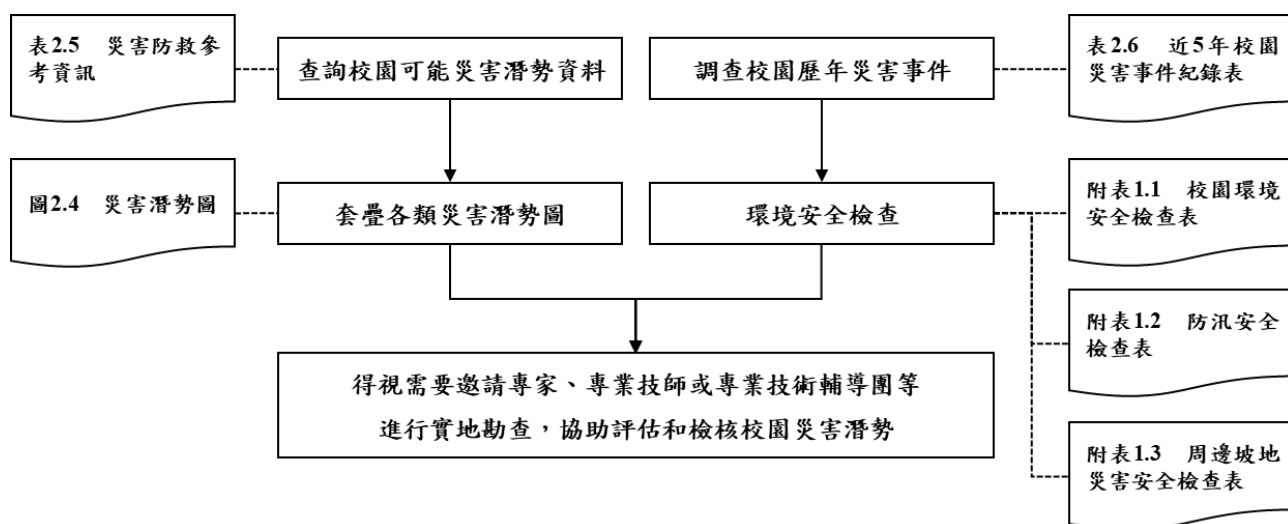 表2.5 災害防救參
考資訊
查詢校園可能災害潛勢資料
調查校園歷年災害事件
表2.6 近5年校園
災害事件紀錄表
圖2.4 災害潛勢圖
套疊各類災害潛勢圖
環境安全檢查
附表1.1 校園環境
安全檢查表
附表1.2 防汛安全
檢查表
得視需要邀請專家、專業技師或專業技術輔導團等
進行實地勘查，協助評估和檢核校園災害潛勢
附表1.3 周邊坡地
災害安全檢查表